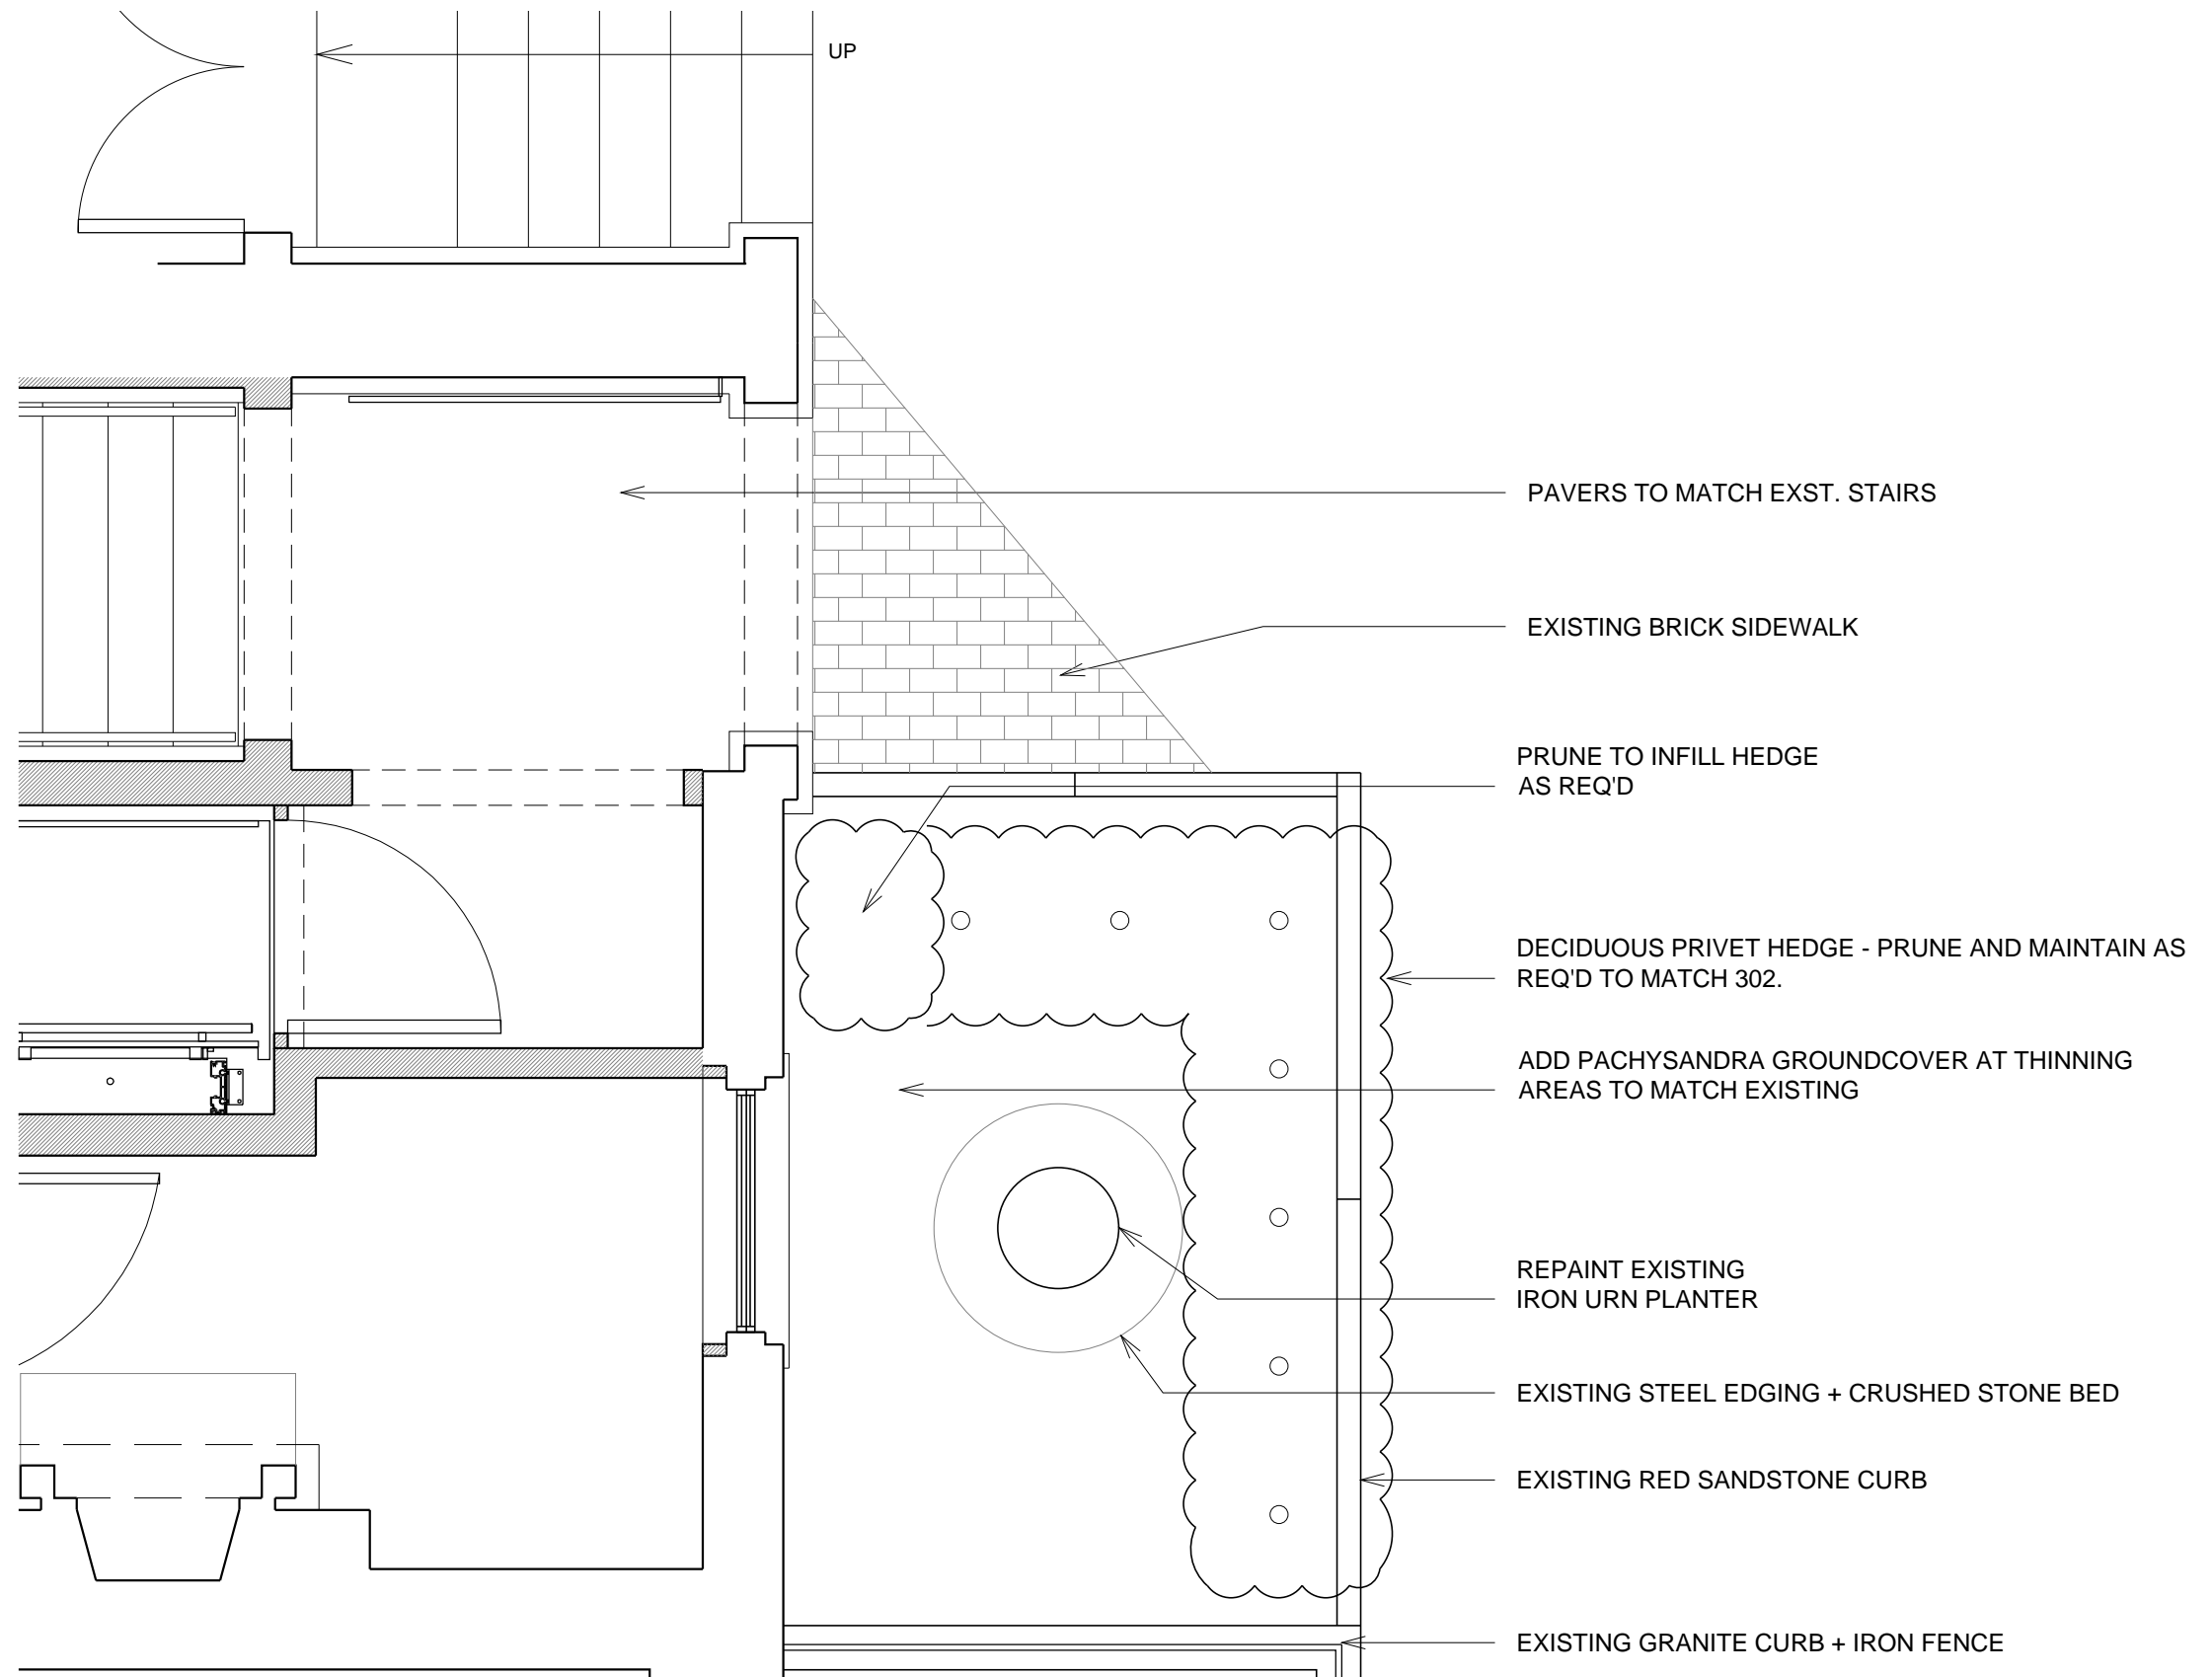 UP
PAVERS TO MATCH EXST. STAIRS
EXISTING BRICK SIDEWALK
PRUNE TO INFILL HEDGE
AS REQ'D
DECIDUOUS PRIVET HEDGE - PRUNE AND MAINTAIN AS
REQ'D TO MATCH 302.
ADD PACHYSANDRA GROUNDCOVER AT THINNING
AREAS TO MATCH EXISTING
REPAINT EXISTING
IRON URN PLANTER
EXISTING STEEL EDGING + CRUSHED STONE BED
EXISTING RED SANDSTONE CURB
EXISTING GRANITE CURB + IRON FENCE